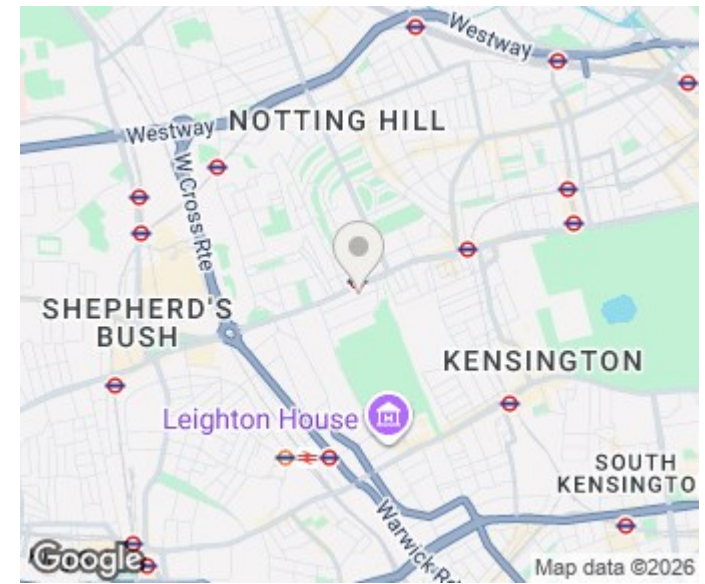 Westway
Westway
NOTTING HILL
W Cross Rte
SHEPHERD'S
BUSH
KENSINGTON
Leighton House
SOUTH
KENSINGTO
Warwick Rd
Google
Map data ©2026